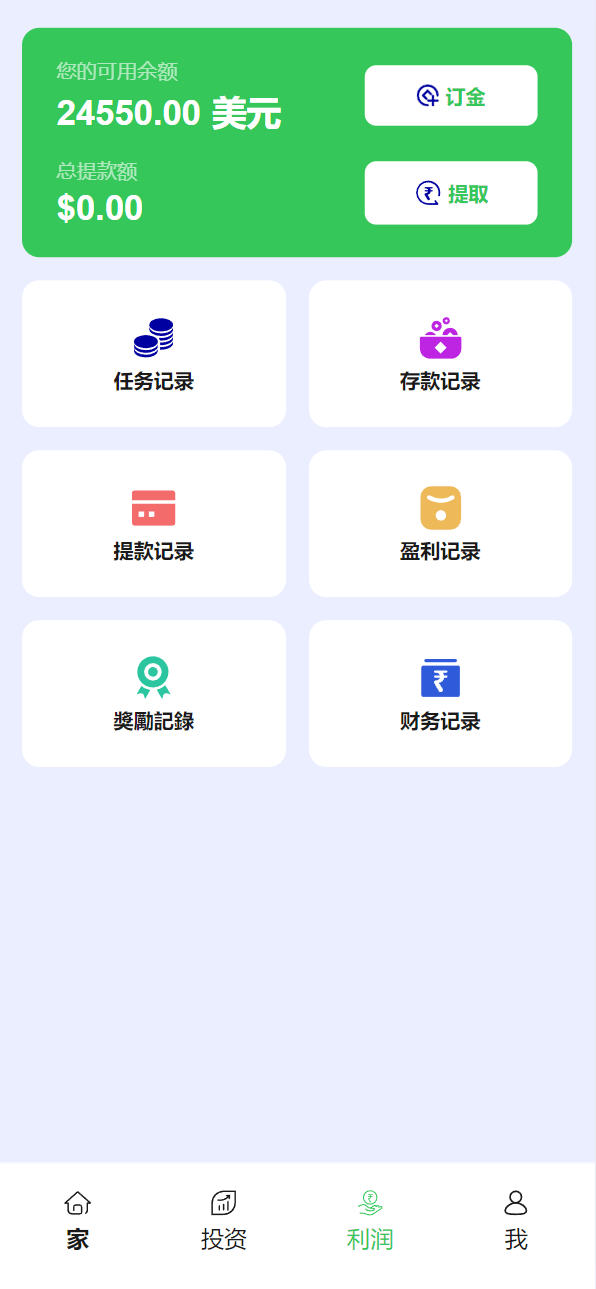 您的可用余额
24550.00 美元
订金
总提款额
$0.00
提取
任务记录
存款记录
提款记录
盈利记录
獎勵記錄
财务记录
家
投资
利润
我